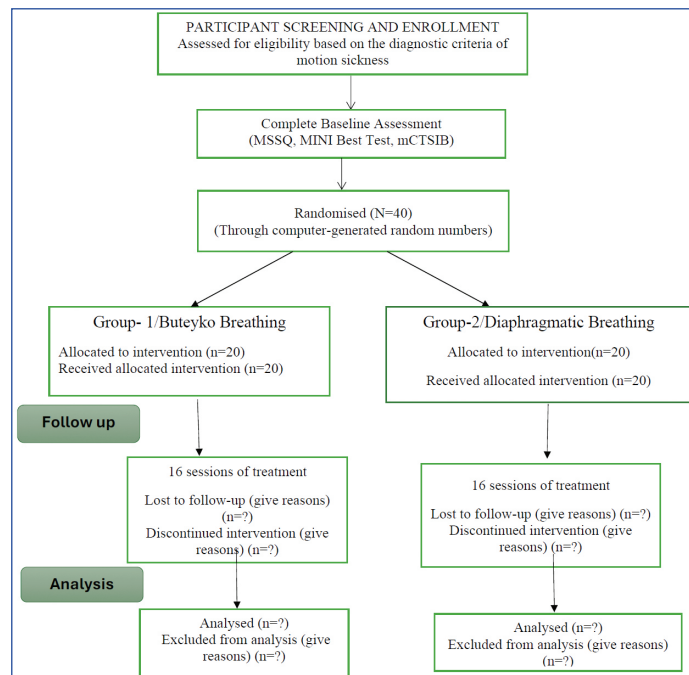 PARTICIPANT SCREENING AND ENROLLMENT
Assessed for eligibility based on the diagnostic criteria of
motion sickness
Complete Baseline Assessment
(MSSQ, MINI Best Test, mCTSIB)
Randomised (N=40)
(Through computer-generated random numbers)
Group- 1/Buteyko Breathing
Allocated to intervention (n=20)
Received allocated intervention (n=20)
Group-2/Diaphragmatic Breathing
Allocated to intervention(n=20)
Received allocated intervention (n=20)
Follow up
16 sessions of treatment
Lost to follow-up (give reasons)
(n=?)
Discontinued intervention (give
reasons) (n=?)
16 sessions of treatment
Lost to follow-up (give reasons) (n=?)
Discontinued intervention (give
reasons) (n=?)
Analysis
Analysed (n=?)
Excluded from analysis (give
reasons) (n=?)
Analysed (n=?)
Excluded from analysis (give reasons)
(n=?)